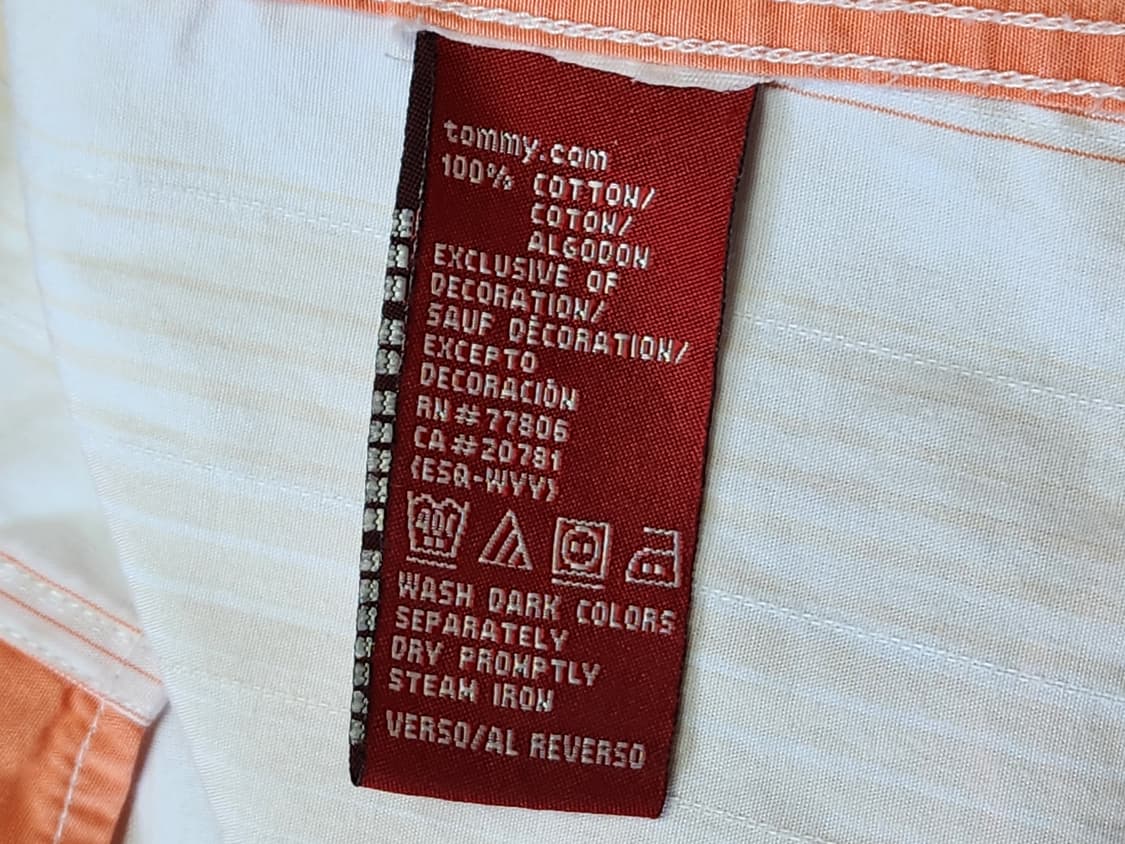 tommy.com
100% COTTON/
COTON/
ALGODON
EXCLUSIVE OF
DECORATION/
SAUF DÉCORATION/
EXCEPTO
DECORACIÓN
RN # 77806
CA # 20781
(ESQ-WYY)
40C
WASH DARK COLORS
SEPARATELY
DRY PROMPTLY
STEAM IRON
VERSO/AL REVERSO